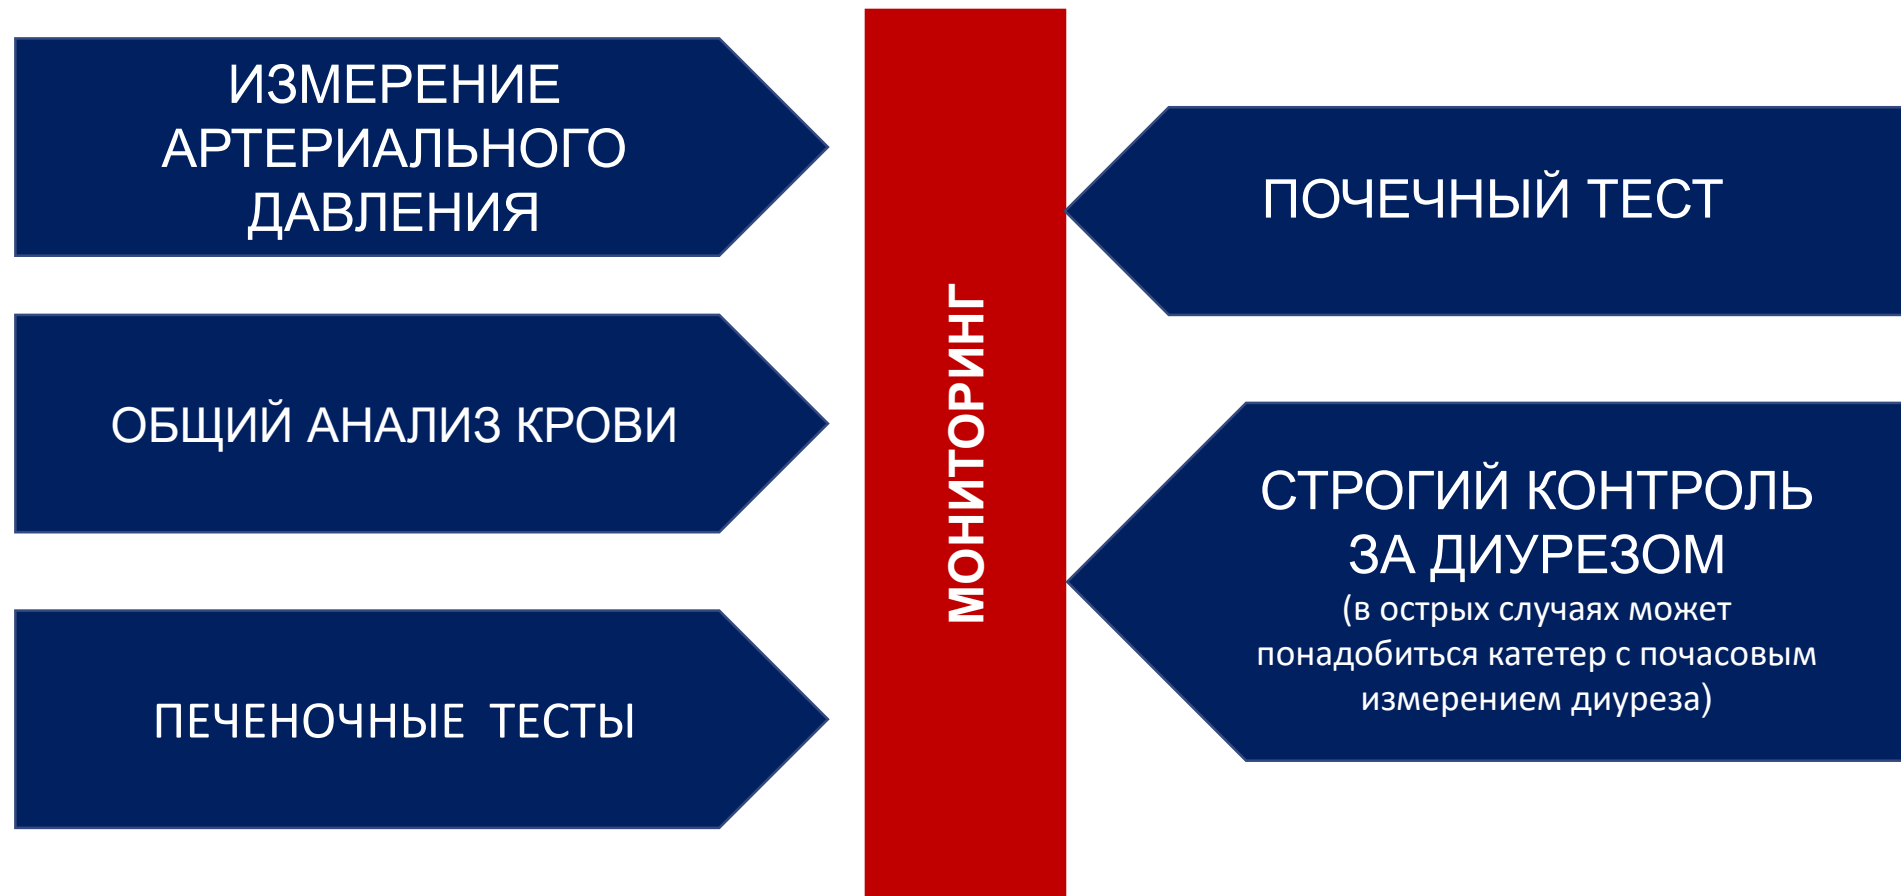 ИЗМЕРЕНИЕ
АРТЕРИАЛЬНОГО
ДАВЛЕНИЯ
ОБЩИЙ АНАЛИЗ КРОВИ
ПЕЧЕНОЧНЫЕ ТЕСТЫ
МОНИТОРИНГ
ПОЧЕЧНЫЙ ТЕСТ
СТРОГИЙ КОНТРОЛЬ
ЗА ДИУРЕЗОМ
(в острых случаях может
понадобиться катетер с почасовым
измерением диуреза)